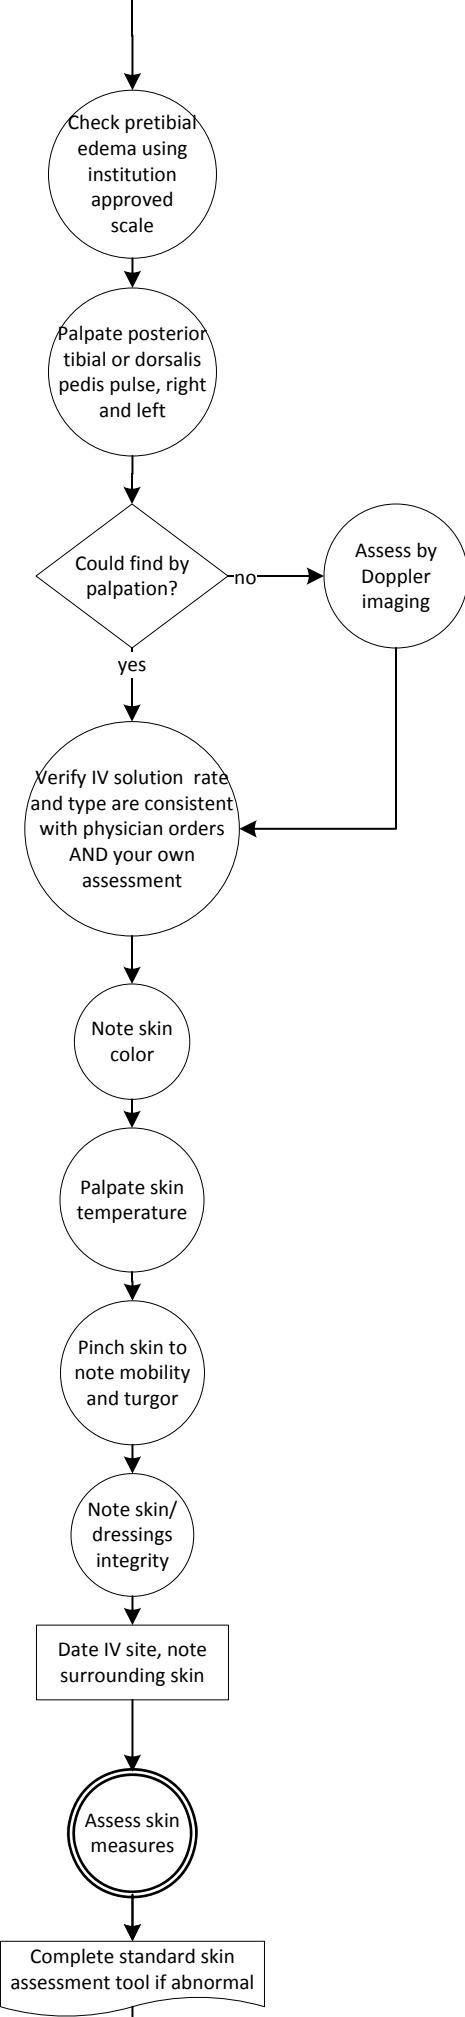 Check pretibial
edema using
institution
approved
scale
Palpate posterior
tibial or dorsalis
pedis pulse, right
and left
Could find by
palpation?
no
Assess by
Doppler
imaging
yes
Verify IV solution  rate
and type are consistent
with physician orders
AND your own
assessment
Note skin
color
Palpate skin
temperature
Pinch skin to
note mobility
and turgor
Note skin/
dressings
integrity
Date IV site, note
surrounding skin
Assess skin
measures
Complete standard skin
assessment tool if abnormal